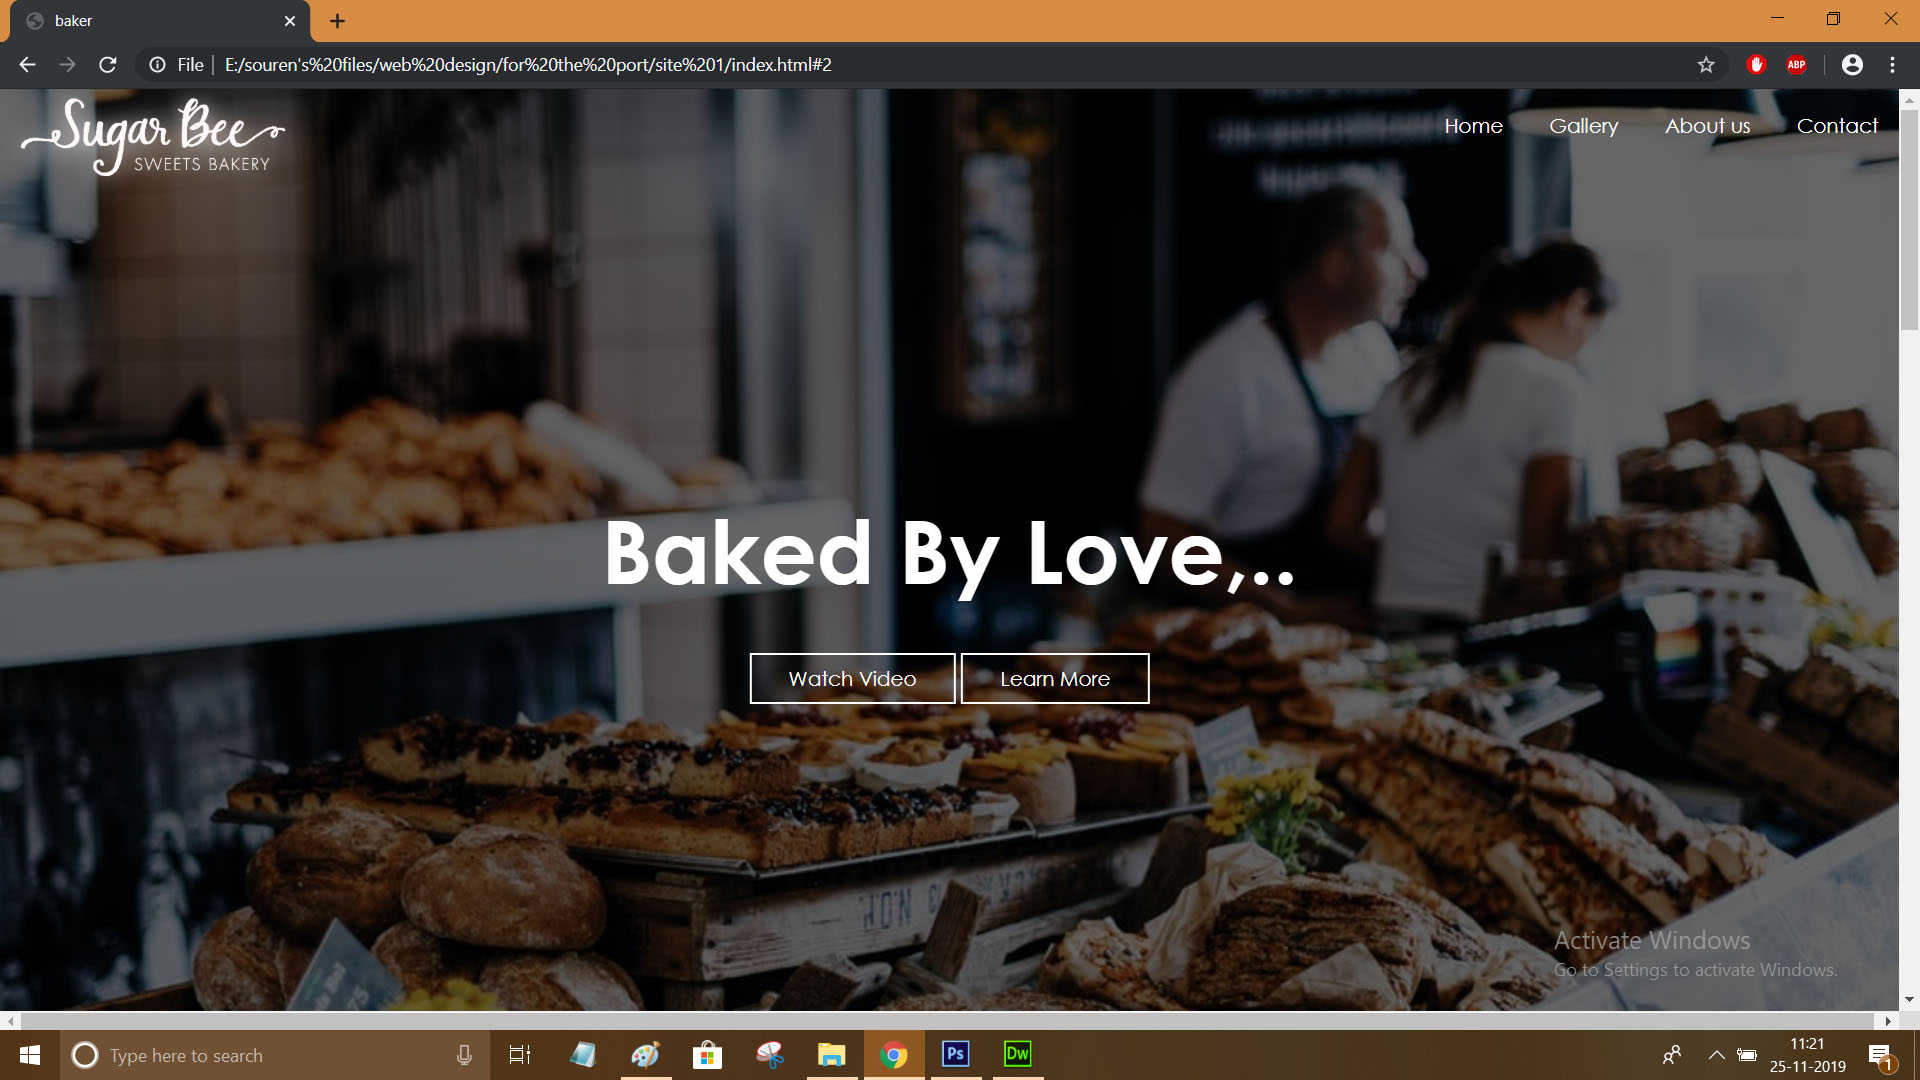 baker
File
E:/souren's%20files/web%20design/for%20the%20port/site%201/index.html#2
ABP
Sugar Bee
SWEETS BAKERY
Home Gallery About us Contact
Baked By Love,..
Watch Video Learn More
Activate Windows
Go to Settings to activate Windows.
Type here to search
Ps
Dw
11:21
25-11-2019
1